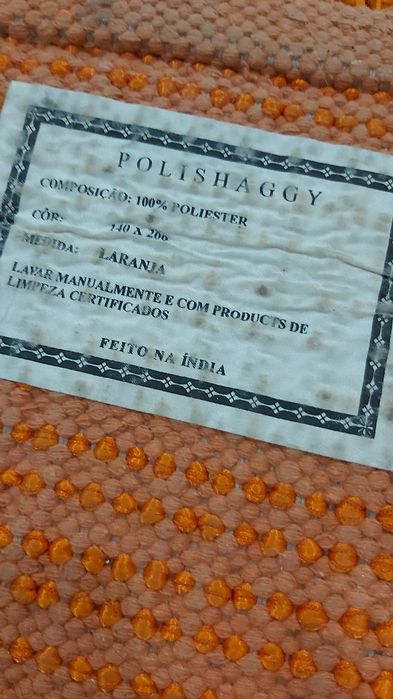 POLISHAGGY
COMPOSIÇÃO: 100% POLIESTER
CÔR: 140 X 200
MEDIDA: LARANJA
LAVAR MANUALMENTE E COM PRODUCTS DE
LIMPEZA CERTIFICADOS
FEITO NA ÍNDIA